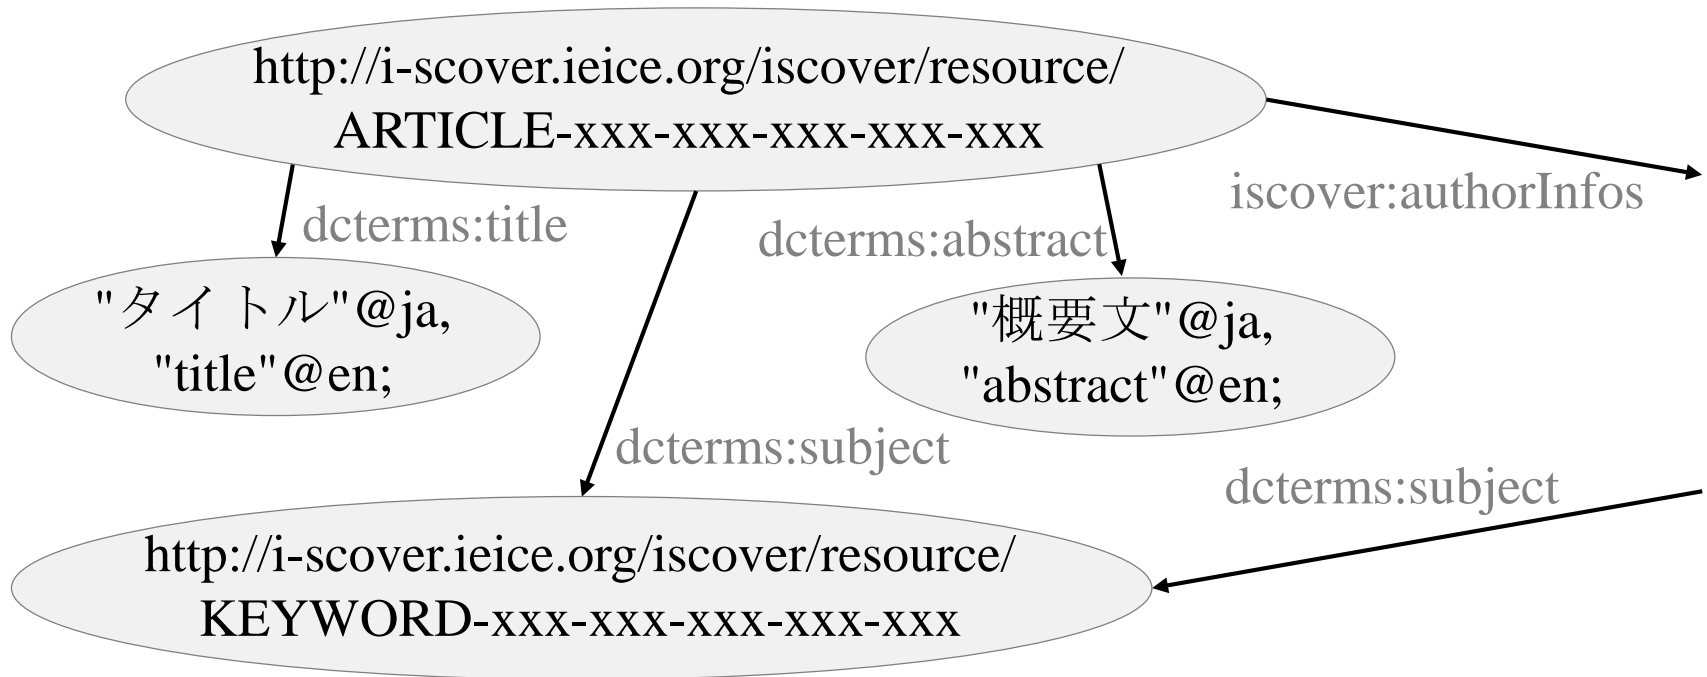 http://i-scover.ieice.org/iscover/resource/
ARTICLE-xxx-xxx-xxx-xxx-xxx
iscover:authorInfos
dcterms:title
dcterms:abstract
"タイトル"@ja,
"title"@en;
"概要文"@ja,
"abstract"@en;
dcterms:subject
dcterms:subject
http://i-scover.ieice.org/iscover/resource/
KEYWORD-xxx-xxx-xxx-xxx-xxx